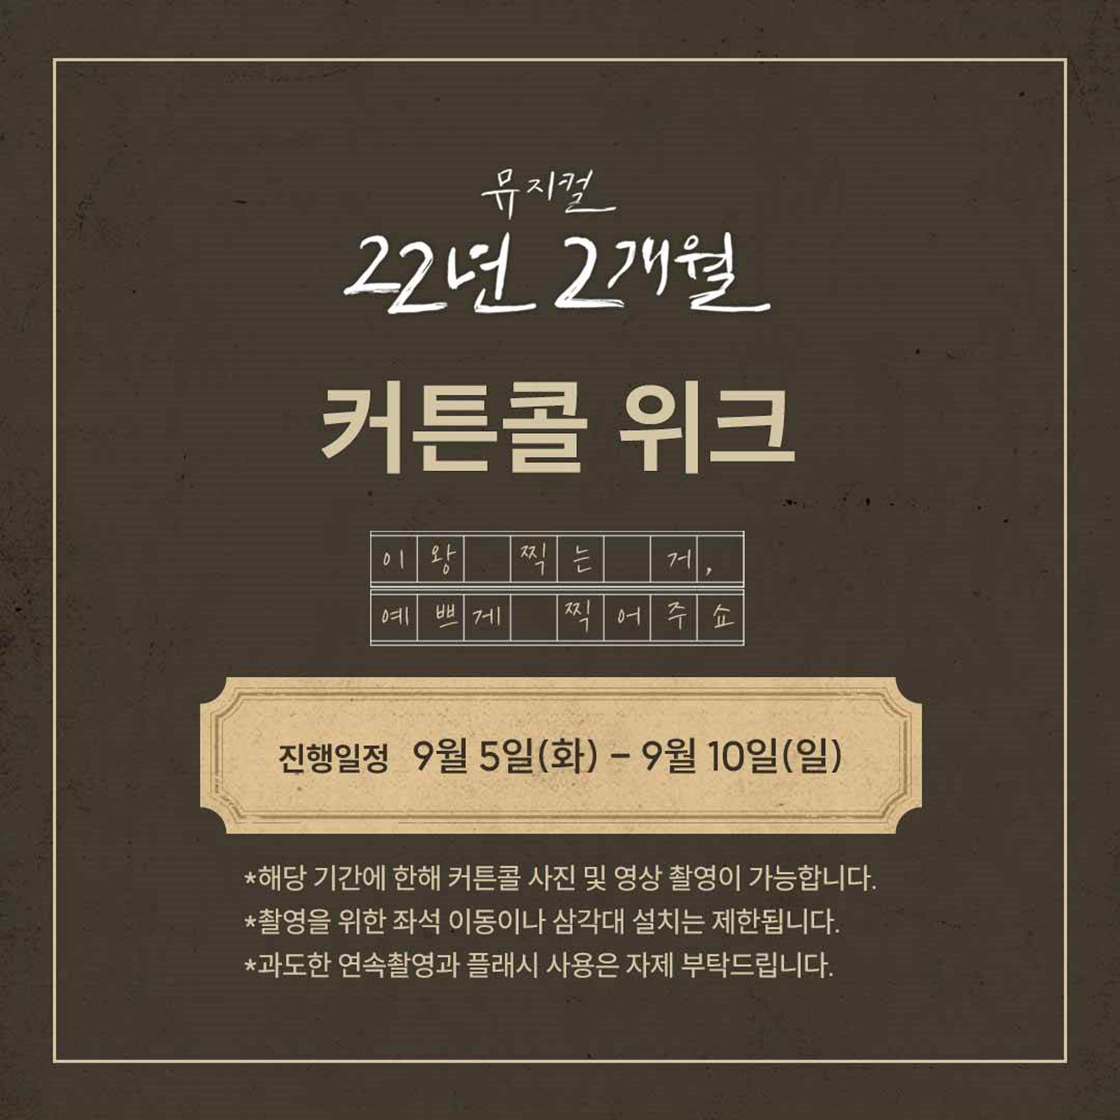 뮤지컬
22년 2개월
커튼콜 위크
이왕 찍는 거,
예쁘게 찍어주쇼
진행일정 9월 5일(화) – 9월 10일(일)
*해당 기간에 한해 커튼콜 사진 및 영상 촬영이 가능합니다.
*촬영을 위한 좌석 이동이나 삼각대 설치는 제한됩니다.
*과도한 연속촬영과 플래시 사용은 자제 부탁드립니다.